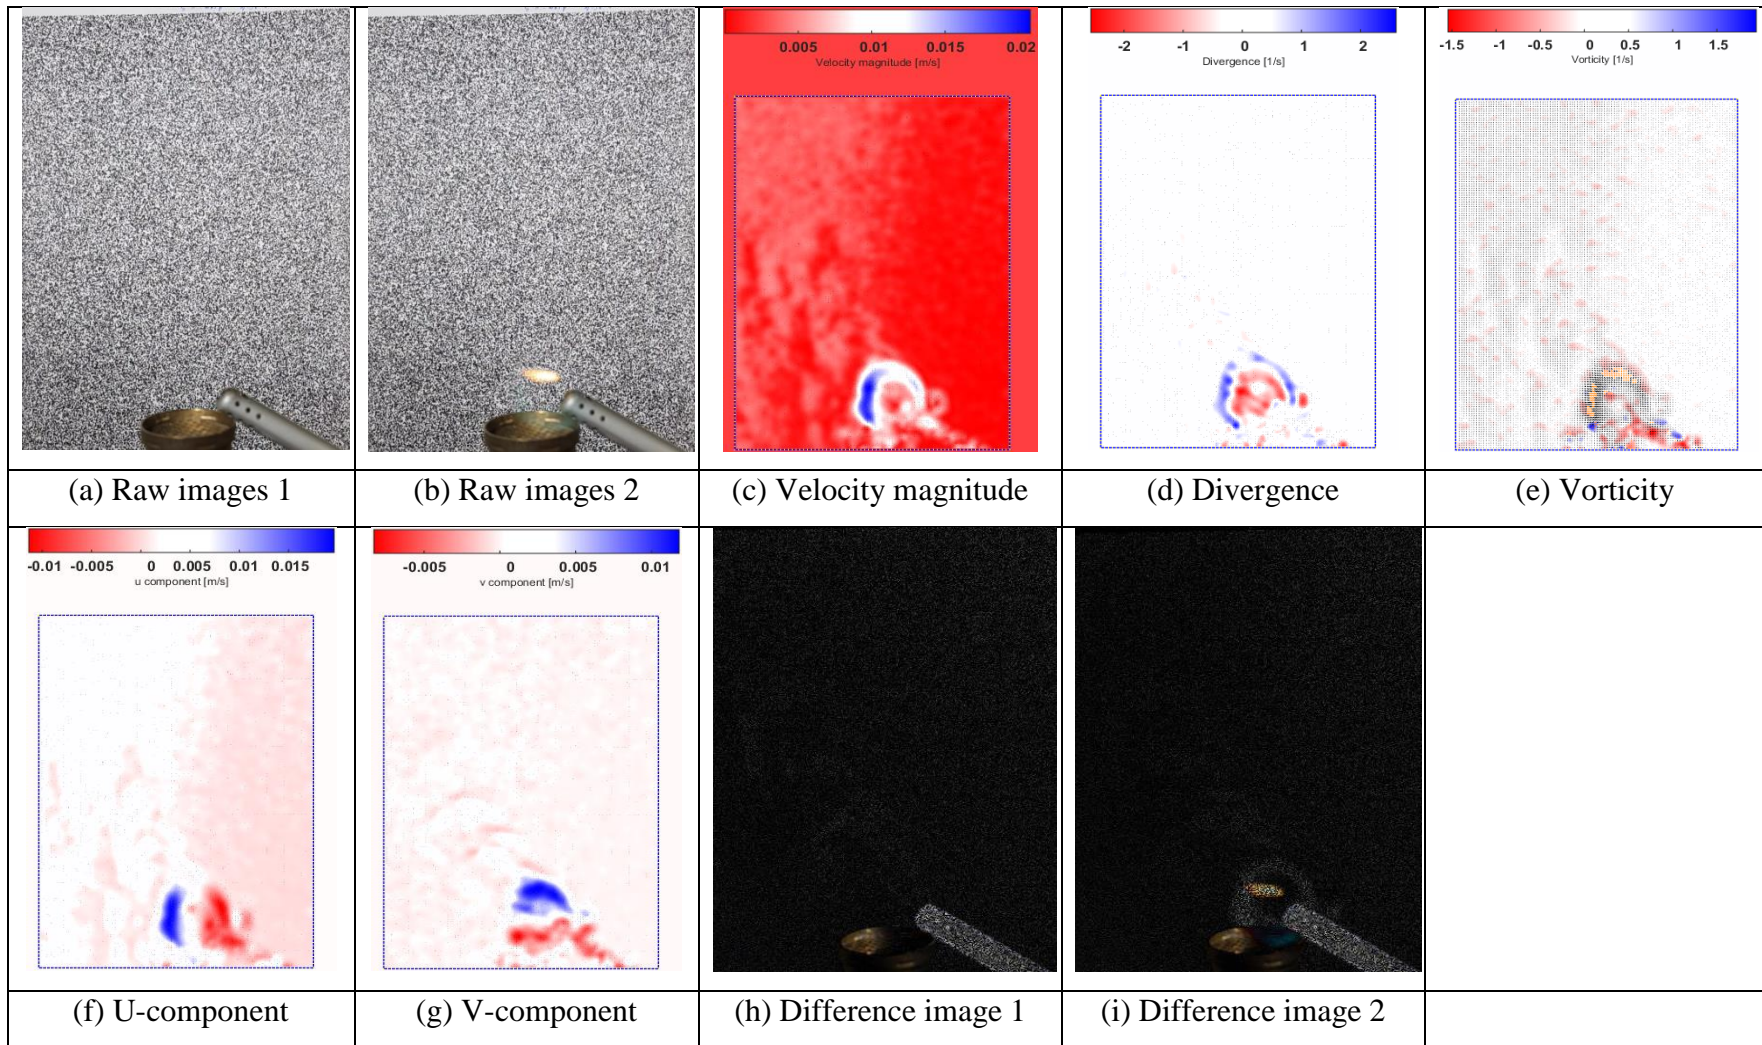 0.005 0.01 0.015 0.02
Velocity magnitude [m/s]
-2 -1 0 1 2
Divergence [1/s]
-1.5 -1 -0.5 0 0.5 1 1.5
Vorticity [1/s]
(a) Raw images 1
(b) Raw images 2
(c) Velocity magnitude
(d) Divergence
(e) Vorticity
-0.01 -0.005 0 0.005 0.01 0.015
u component [m/s]
-0.005 0 0.005 0.01
v component [m/s]
(f) U-component
(g) V-component
(h) Difference image 1
(i) Difference image 2